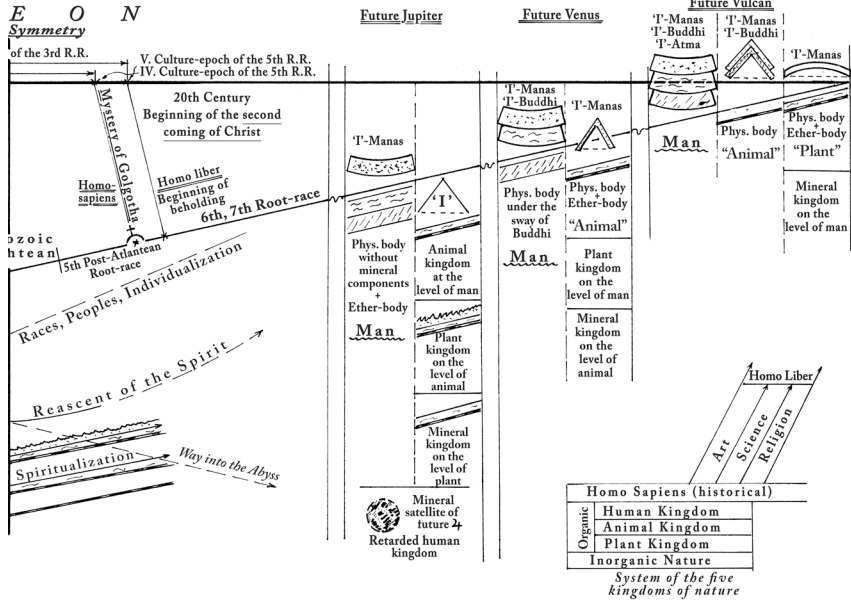 E O N
Symmetry
of the 3rd R.R.
V. Culture-epoch of the 5th R.R.
IV. Culture-epoch of the 5th R.R.
20th Century
Beginning of the second
coming of Christ
Mystery of Golgotha
Homo-
sapiens
Homo liber
Beginning of
beholding
6th, 7th Root-race
ozoic
htean
5th Post-Atlantean
Root-race
Races, Peoples, Individualization
Reascent of the Spirit
Spiritualization
Way into the Abyss
Future Jupiter
'I'-Manas
Phys. body
without
mineral
components
+
Ether-body
Man
'I'
Animal
kingdom
at the
level of man
Plant
kingdom
on the
level of
animal
Mineral
kingdom
on the
level of
plant
Mineral
satellite of
future ♃
Retarded human
kingdom
Future Venus
'I'-Manas
'I'-Buddhi
Phys. body
under the
sway of
Buddhi
Man
'I'-Manas
Phys. body
+
Ether-body
"Animal"
Plant
kingdom
on the
level of man
Mineral
kingdom
on the
level of
animal
Future Vulcan
'I'-Manas
'I'-Buddhi
'I'-Atma
Man
'I'-Manas
'I'-Buddhi
Phys. body
"Animal"
'I'-Manas
Phys. body
+
Ether-body
"Plant"
Mineral
kingdom
on the
level of man
Homo Liber
Art
Science
Religion
Homo Sapiens (historical)
Organic
Human Kingdom
Animal Kingdom
Plant Kingdom
Inorganic Nature
System of the five
kingdoms of nature